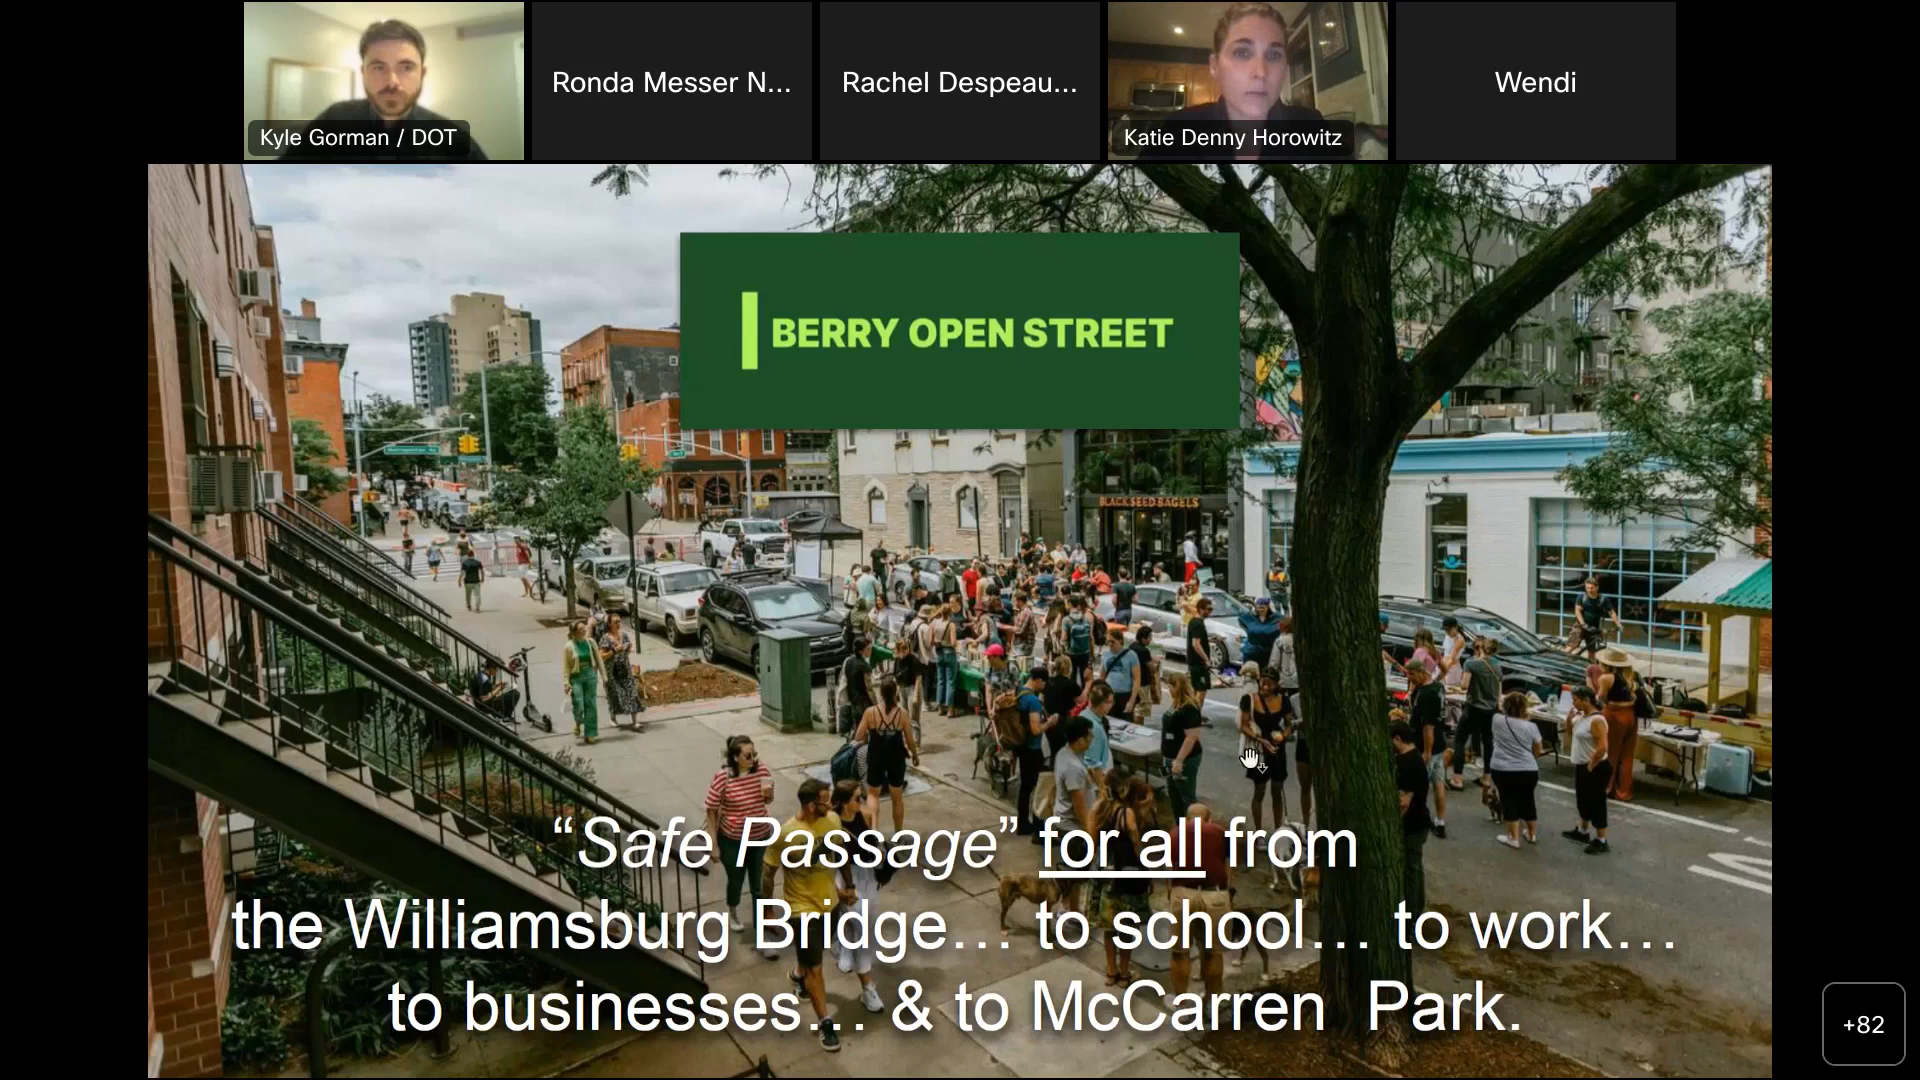 Kyle Gorman / DOT
Ronda Messer N...
Rachel Despeau...
Katie Denny Horowitz
Wendi
BERRY OPEN STREET
BLACK SEED BAGELS
“Safe Passage” for all from
the Williamsburg Bridge… to school… to work…
to businesses… & to McCarren Park.
+82